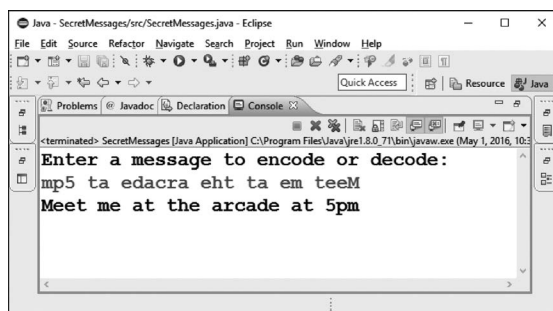 Java - SecretMessages/src/SecretMessages.java - Eclipse
File Edit Source Refactor Navigate Search Project Run Window Help
Quick Access Resource Java
Problems @ Javadoc Declaration Console
<terminated> SecretMessages [Java Application] C:\Program Files\Java\jre1.8.0_71\bin\javaw.exe (May 1, 2016, 10:3
Enter a message to encode or decode:
mp5 ta edacra eht ta em teeM
Meet me at the arcade at 5pm